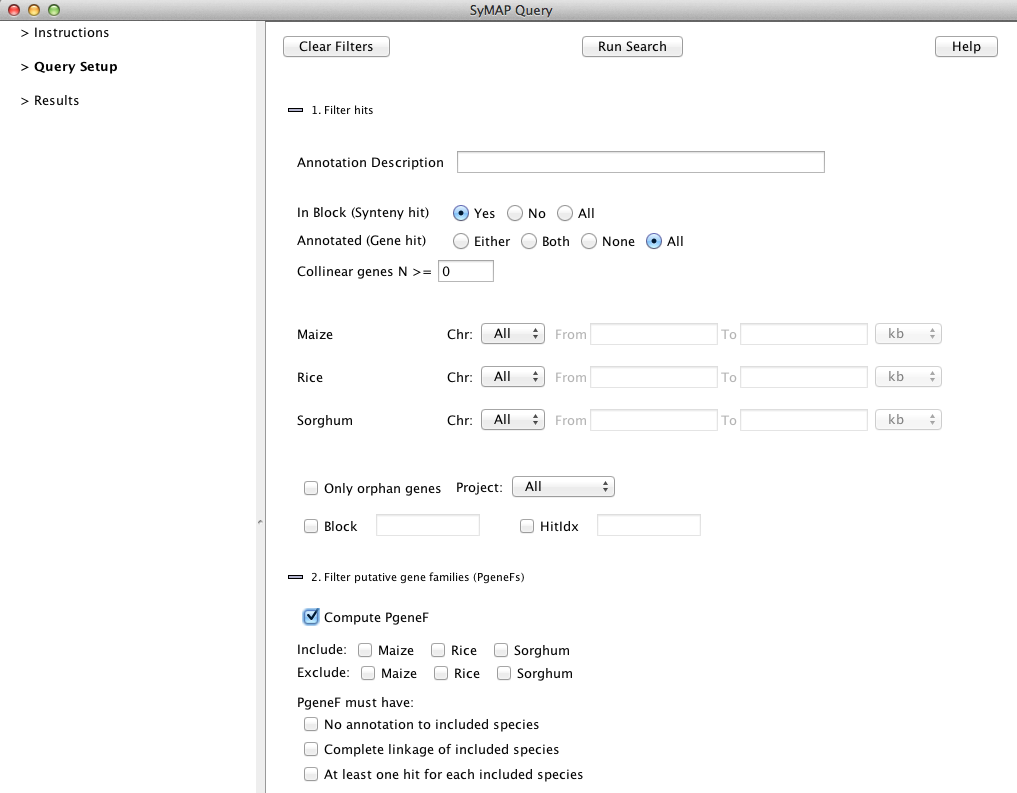 SyMAP Query
> Instructions
> Query Setup
> Results
Clear Filters Run Search Help
1. Filter hits
Annotation Description
In Block (Synteny hit) Yes No All
Annotated (Gene hit) Either Both None All
Collinear genes N >= 0
Maize Chr: All From To kb
Rice Chr: All From To kb
Sorghum Chr: All From To kb
Only orphan genes Project: All
Block HitIdx
2. Filter putative gene families (PgeneFs)
Compute PgeneF
Include: Maize Rice Sorghum
Exclude: Maize Rice Sorghum
PgeneF must have:
No annotation to included species
Complete linkage of included species
At least one hit for each included species